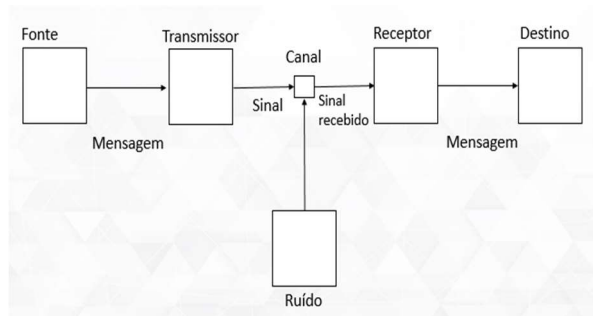 Fonte
Transmissor
Canal
Receptor
Destino
Sinal
Sinal
recebido
Mensagem
Mensagem
Ruído